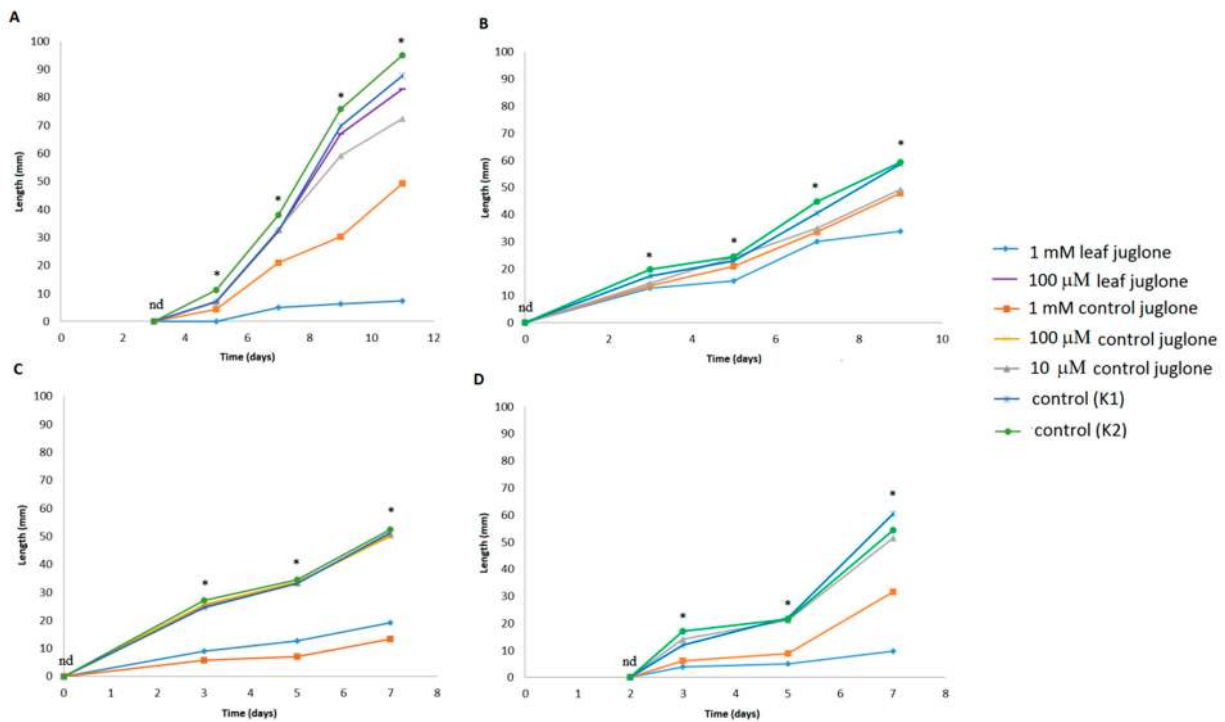 A
100
90
80
70
60
50
40
30
20
10
0
Length (mm)
nd
*
*
*
*
0 2 4 6 8 10 12
Time (days)
B
100
90
80
70
60
50
40
30
20
10
0
Length (mm)
nd
*
*
*
*
0 2 4 6 8 10
Time (days)
1 mM leaf juglone
100 μM leaf juglone
1 mM control juglone
100 μM control juglone
10 μM control juglone
control (K1)
control (K2)
C
100
90
80
70
60
50
40
30
20
10
0
Length (mm)
nd
*
*
*
0 1 2 3 4 5 6 7 8
Time (days)
D
100
90
80
70
60
50
40
30
20
10
0
Length (mm)
nd
*
*
*
0 1 2 2 3 4 5 6 7 8
Time (days)